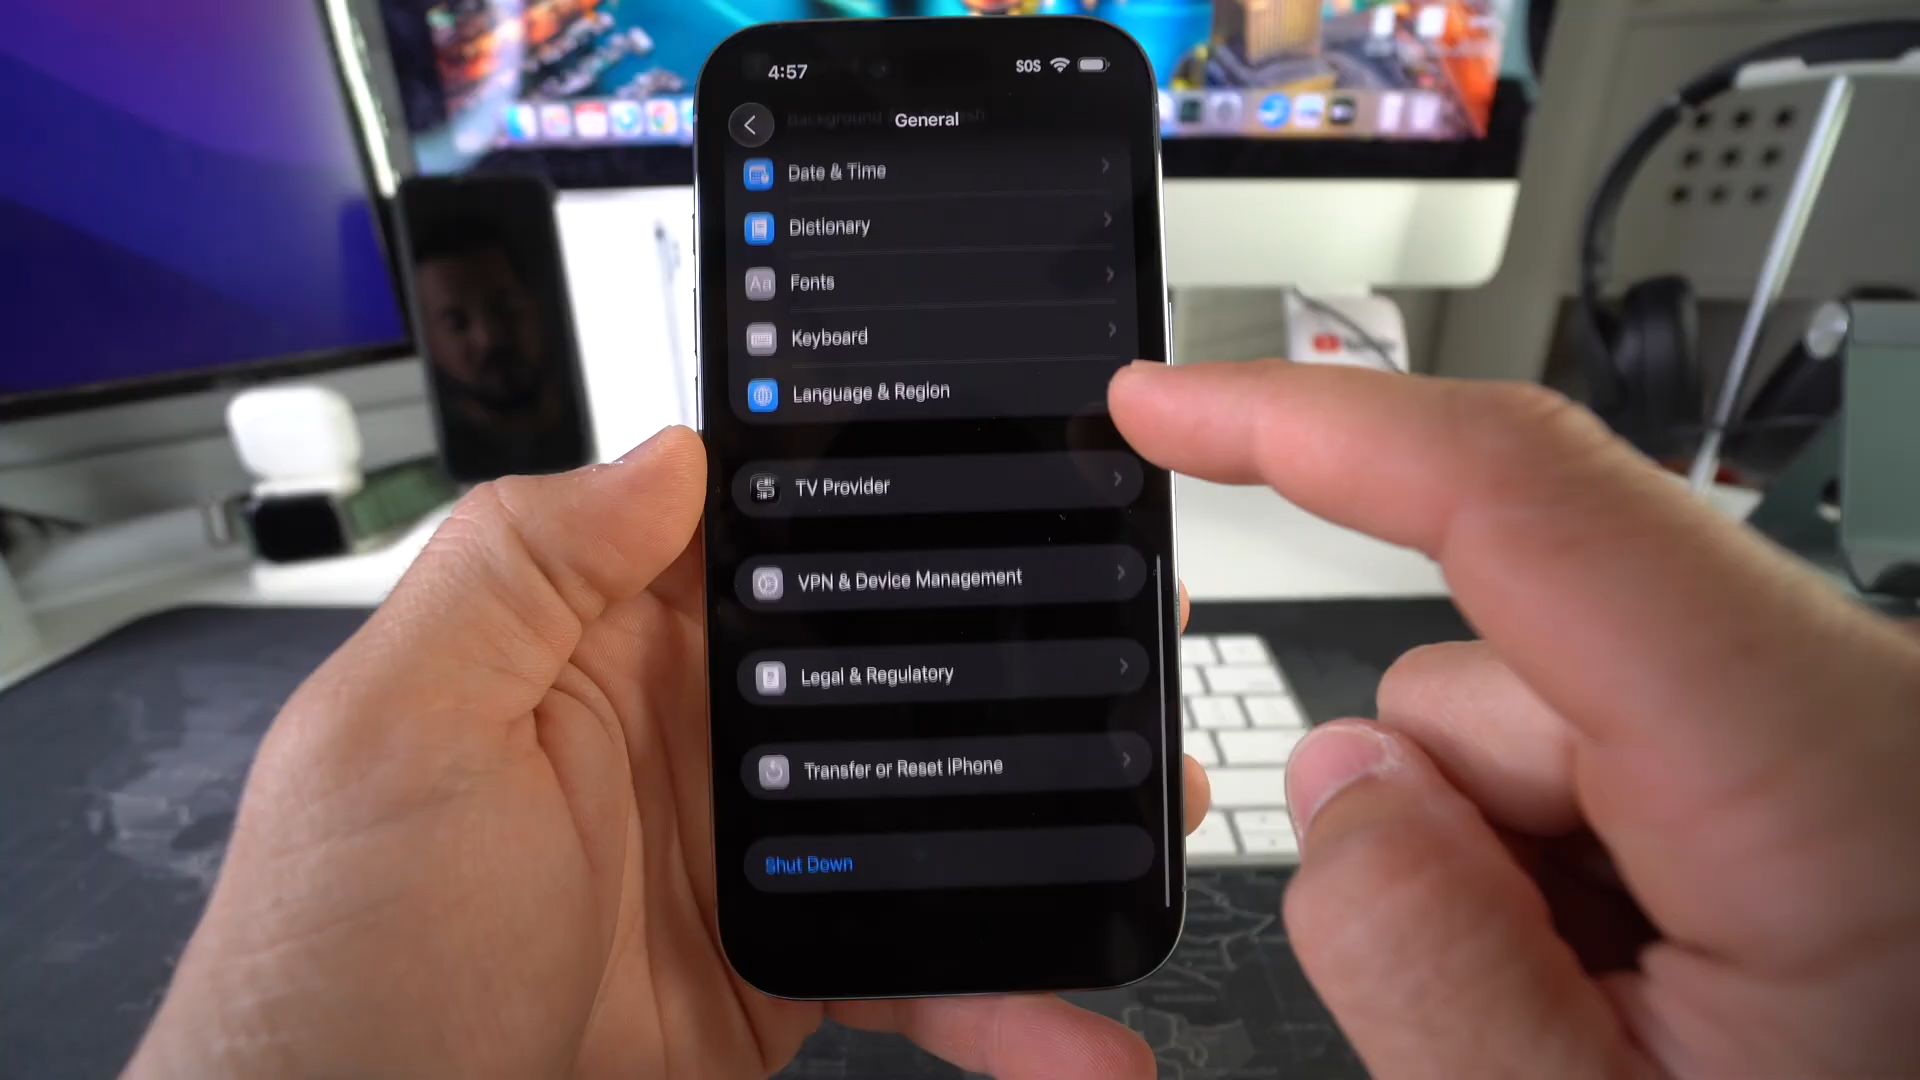 4:57
SOS
General
Date & Time
Dictionary
Aa
Fonts
Keyboard
Language & Region
TV Provider
VPN & Device Management
Legal & Regulatory
Transfer or Reset iPhone
Shut Down